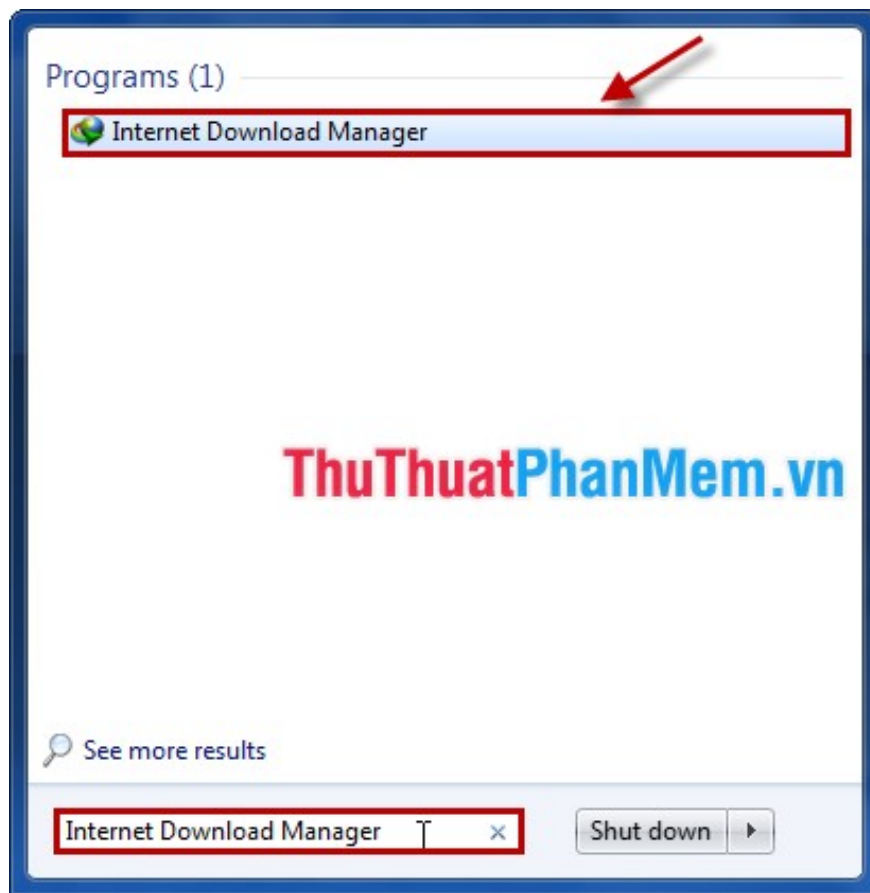 Programs (1)
Internet Download Manager
ThuThuatPhanMem.vn
See more results
Internet Download Manager
Shut down